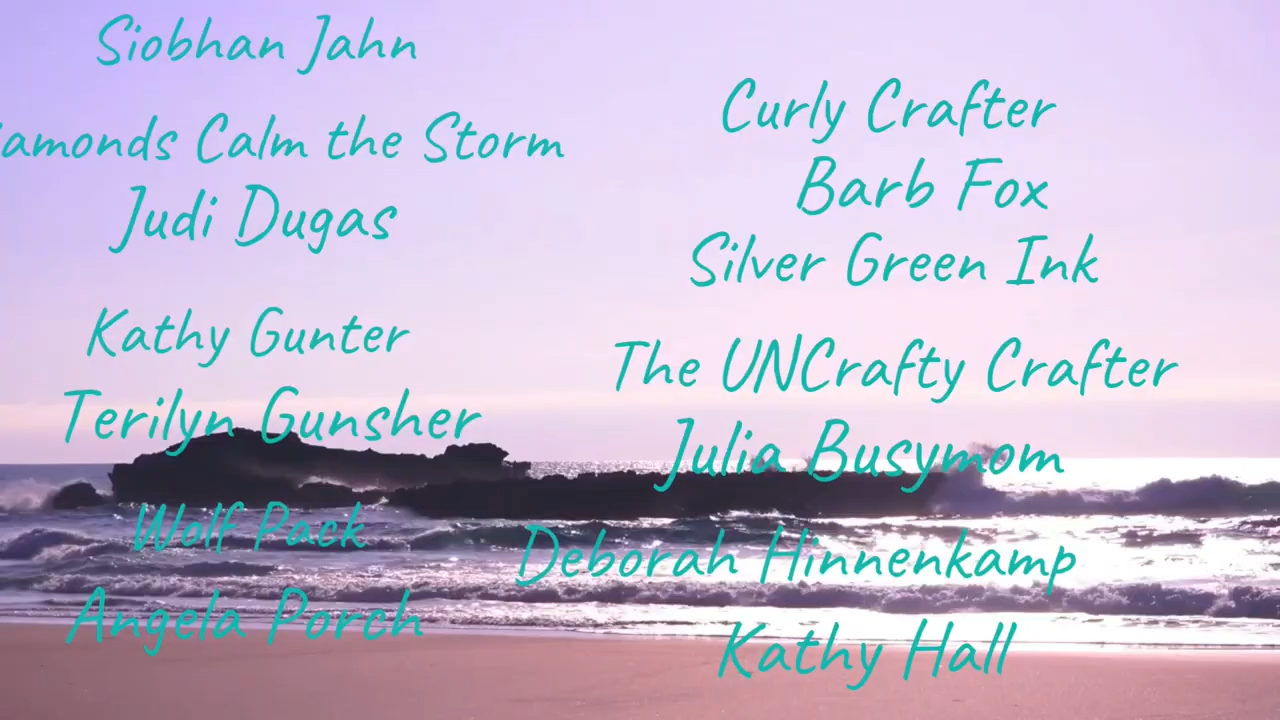 Siobhan Jahn
amonds Calm the Storm
Judi Dugas
Kathy Gunter
Terilyn Gunsher
Wolf Pack
Angela Porch
Curly Crafter
Barb Fox
Silver Green Ink
The UNCrafty Crafter
Julia Busymom
Deborah Hinnenkamp
Kathy Hall